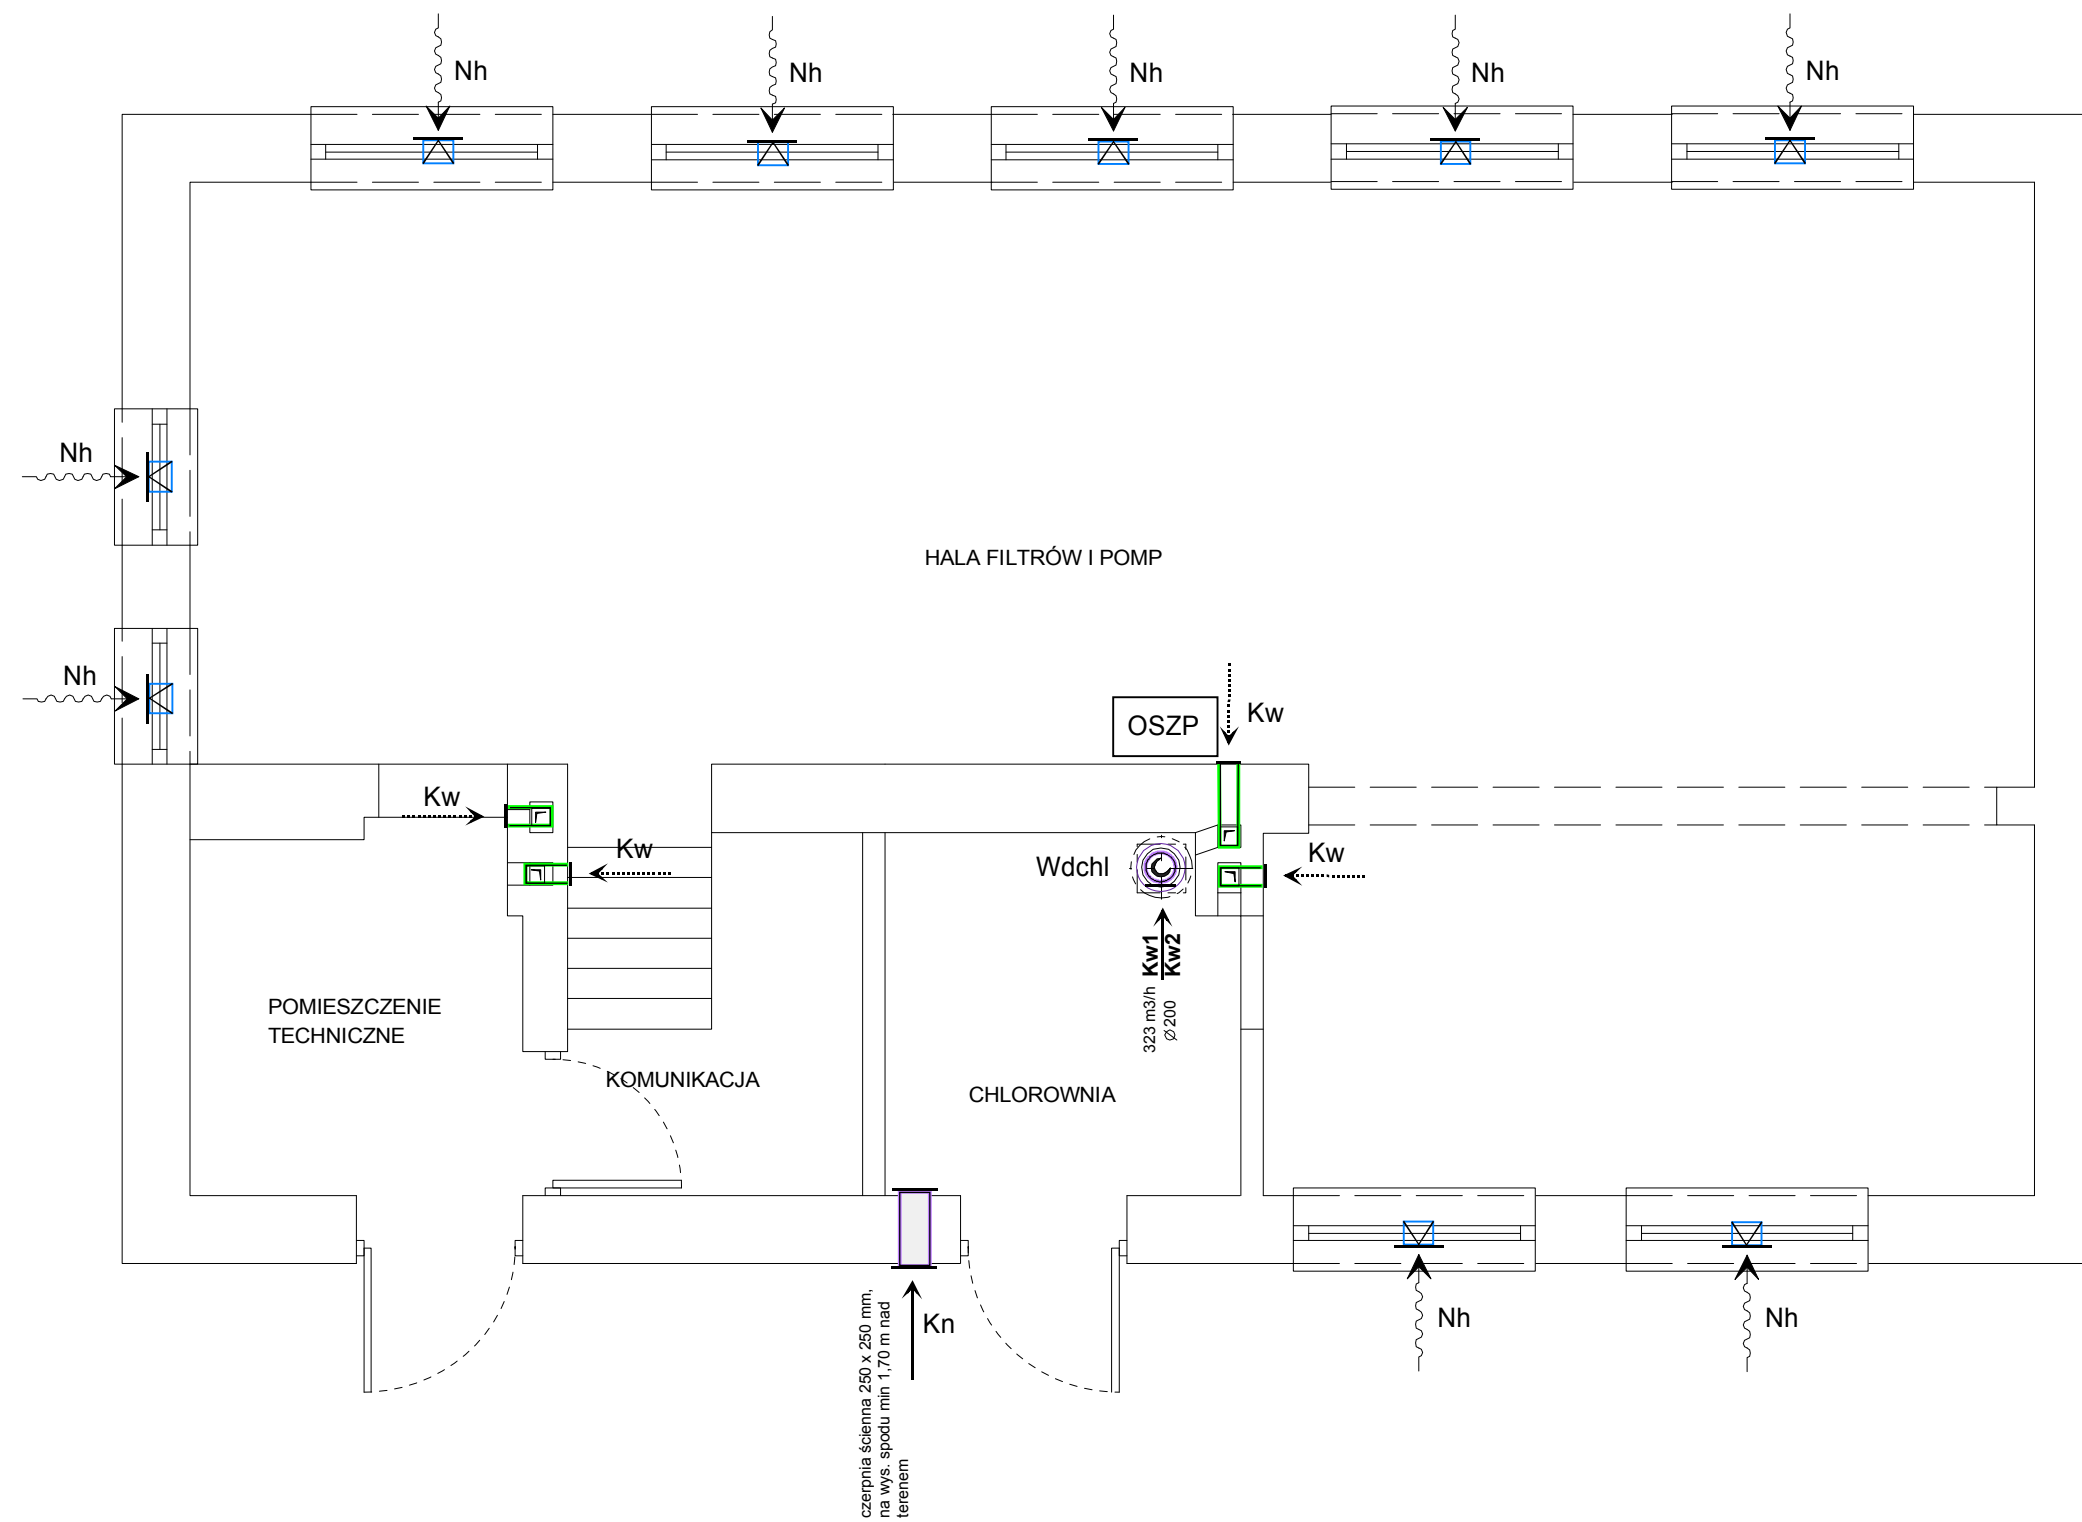 Nh
Nh
Nh
Nh
Nh
Nh
HALA FILTRÓW I POMP
Nh
OSZP
Kw
Kw
Kw
Kw
Wdchl
Kw1
Kw2
323 m3/h
Ø200
POMIESZCZENIE
TECHNICZNE
KOMUNIKACJA
CHLOROWNIA
Kn
Nh
Nh
czerpnia ścienna 250 x 250 mm,
na wys. spodu min 1,70 m nad
terenem